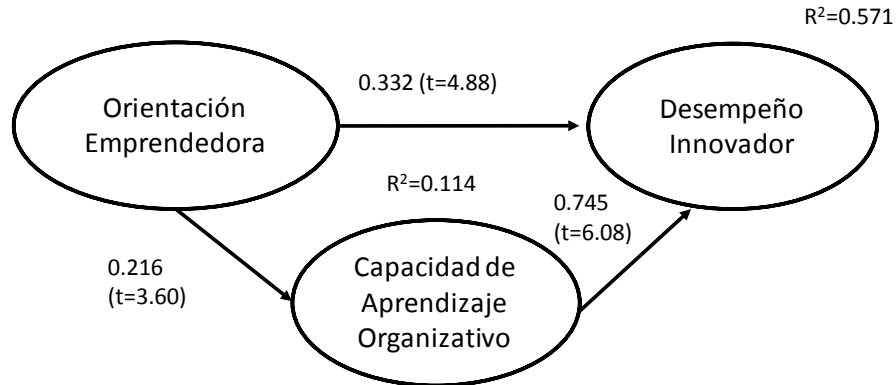 R²=0.571
0.332 (t=4.88)
Orientación
Emprendedora
Desempeño
Innovador
R²=0.114
0.745
(t=6.08)
0.216
(t=3.60)
Capacidad de
Aprendizaje
Organizativo